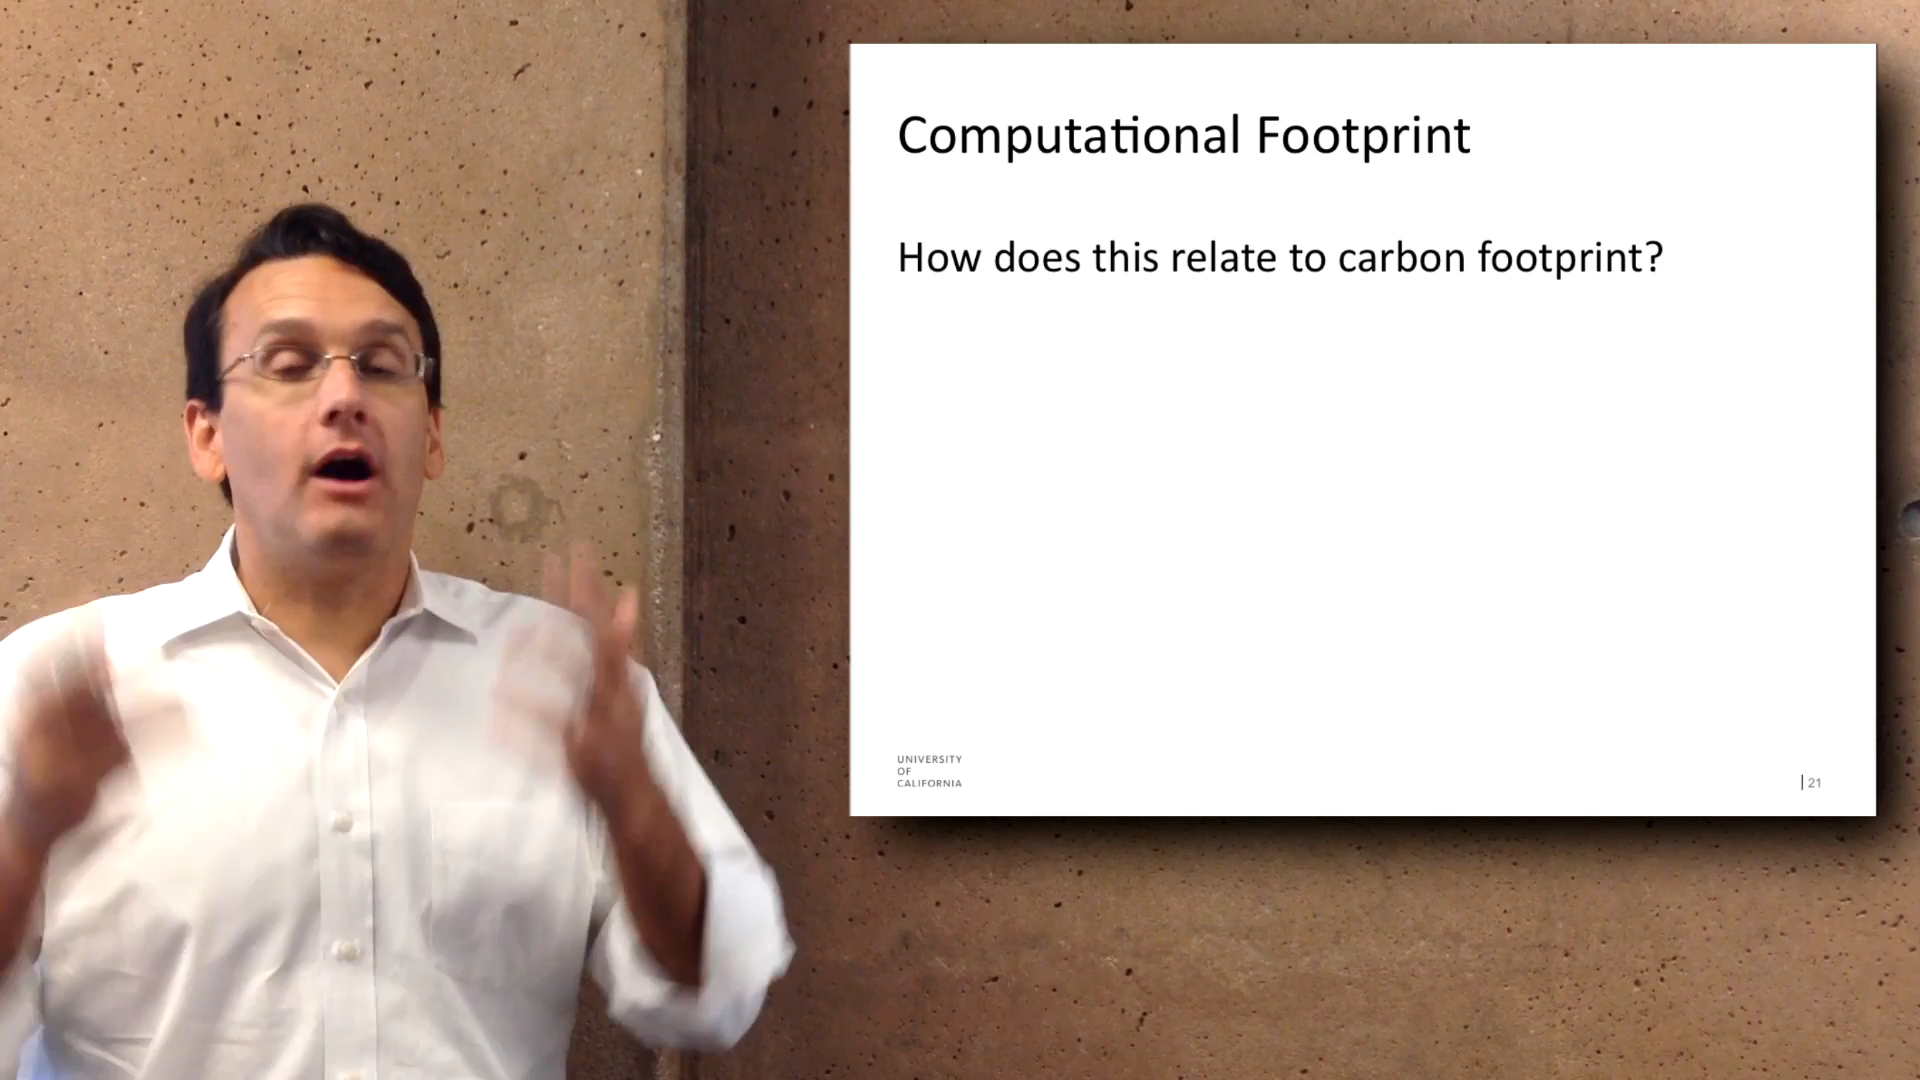 Computational Footprint
How does this relate to carbon footprint?
UNIVERSITY
OF
CALIFORNIA
| 21